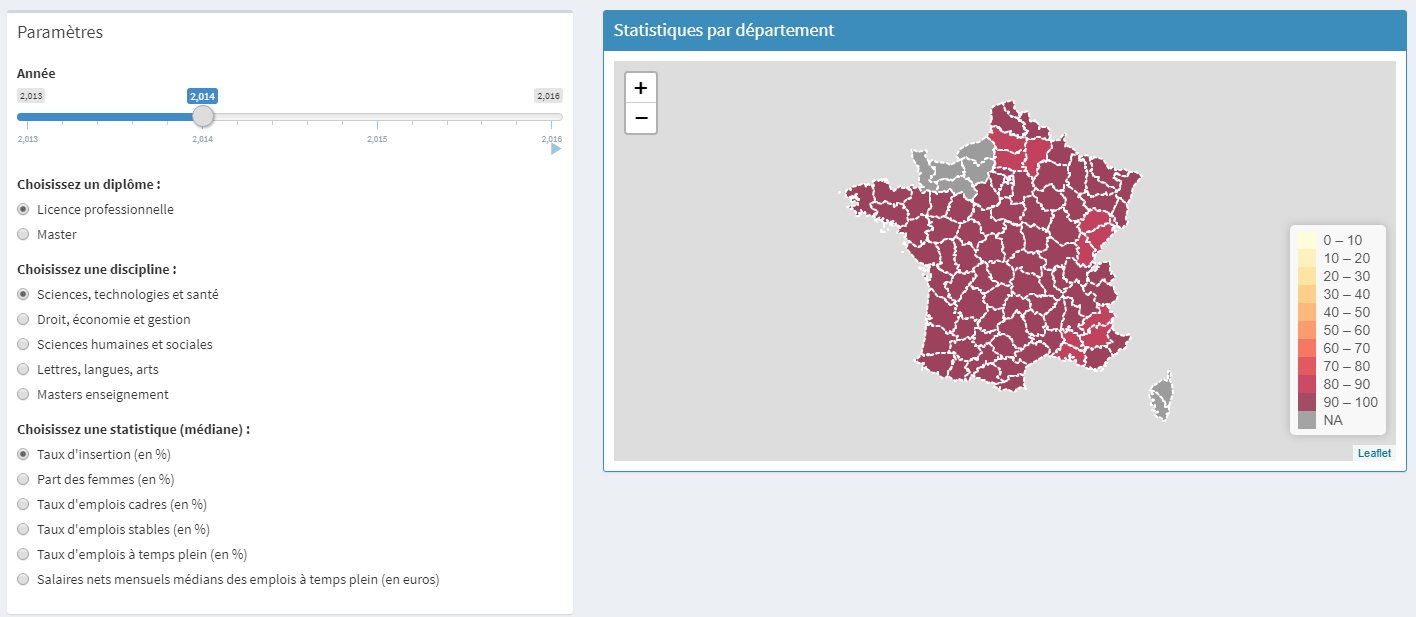 Paramètres
Année
2,013
2,014
2,016
2,013
2,014
2,015
2,016
Choisissez un diplôme :
Licence professionnelle
Master
Choisissez une discipline :
Sciences, technologies et santé
Droit, économie et gestion
Sciences humaines et sociales
Lettres, langues, arts
Masters enseignement
Choisissez une statistique (médiane) :
Taux d'insertion (en %)
Part des femmes (en %)
Taux d'emplois cadres (en %)
Taux d'emplois stables (en %)
Taux d'emplois à temps plein (en %)
Salaires nets mensuels médians des emplois à temps plein (en euros)
Statistiques par département
+
−
0 – 10
10 – 20
20 – 30
30 – 40
40 – 50
50 – 60
60 – 70
70 – 80
80 – 90
90 – 100
NA
Leaflet